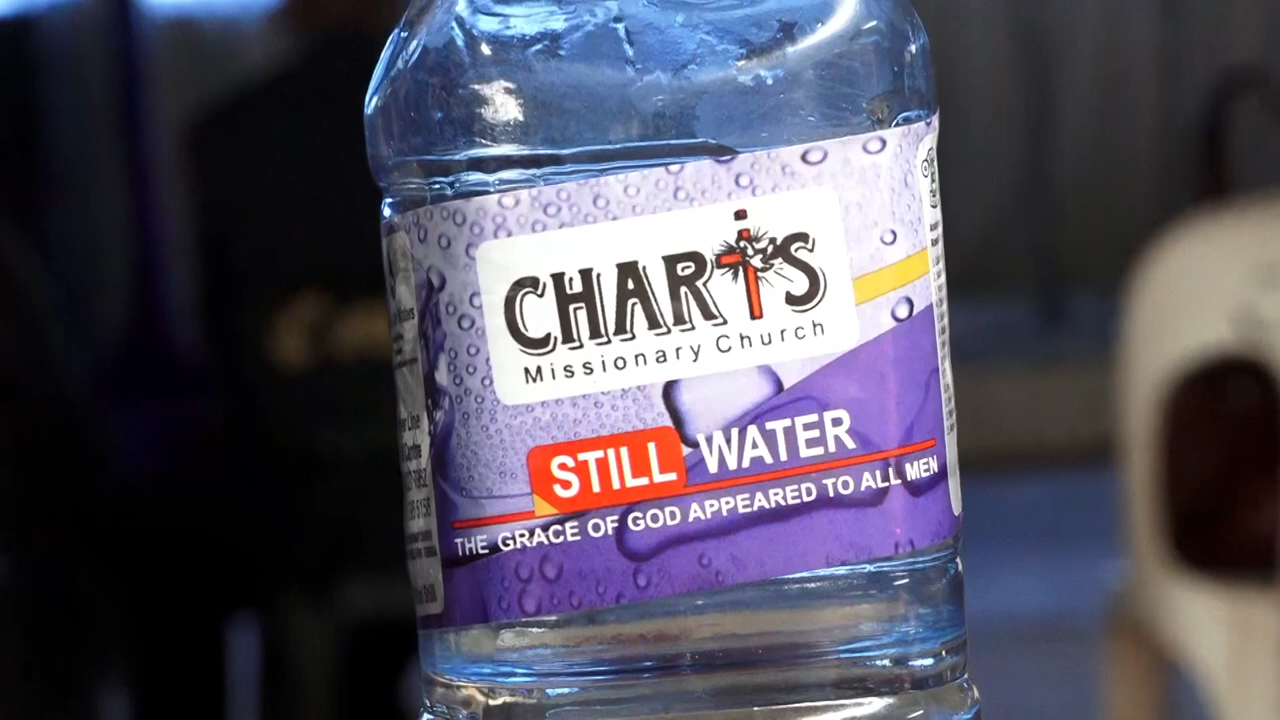 CHARIS
Missionary Church
STILL WATER
THE GRACE OF GOD APPEARED TO ALL MEN